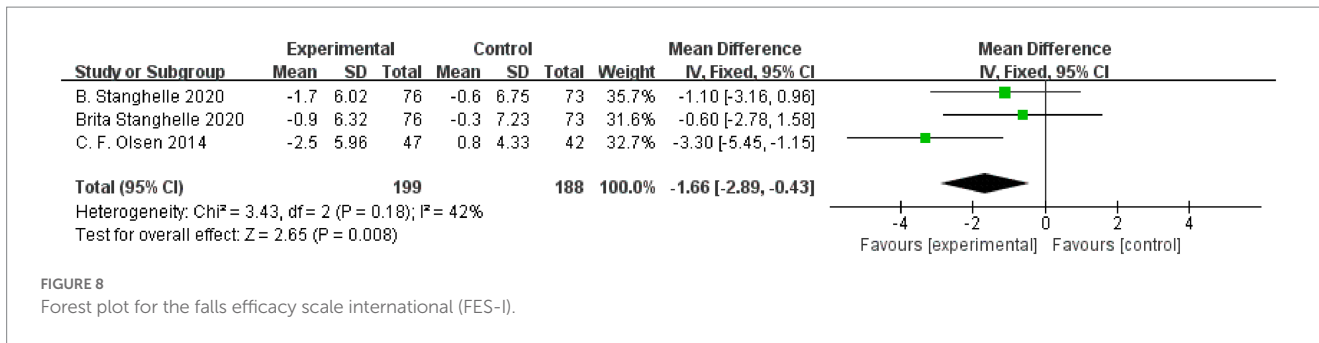 Experimental Control Mean Difference Mean Difference
Study or Subgroup Mean SD Total Mean SD Total Weight IV, Fixed, 95% CI IV, Fixed, 95% CI
B. Stanghelle 2020 -1.7 6.02 76 -0.6 6.75 73 35.7% -1.10 [-3.16, 0.96]
Brita Stanghelle 2020 -0.9 6.32 76 -0.3 7.23 73 31.6% -0.60 [-2.78, 1.58]
C. F. Olsen 2014 -2.5 5.96 47 0.8 4.33 42 32.7% -3.30 [-5.45, -1.15]
Total (95% CI) 199 188 100.0% -1.66 [-2.89, -0.43]
Heterogeneity: Chi² = 3.43, df = 2 (P = 0.18); I² = 42%
Test for overall effect: Z = 2.65 (P = 0.008)
-4 -2 0 2 4
Favours [experimental] Favours [control]
FIGURE 8
Forest plot for the falls efficacy scale international (FES-I).